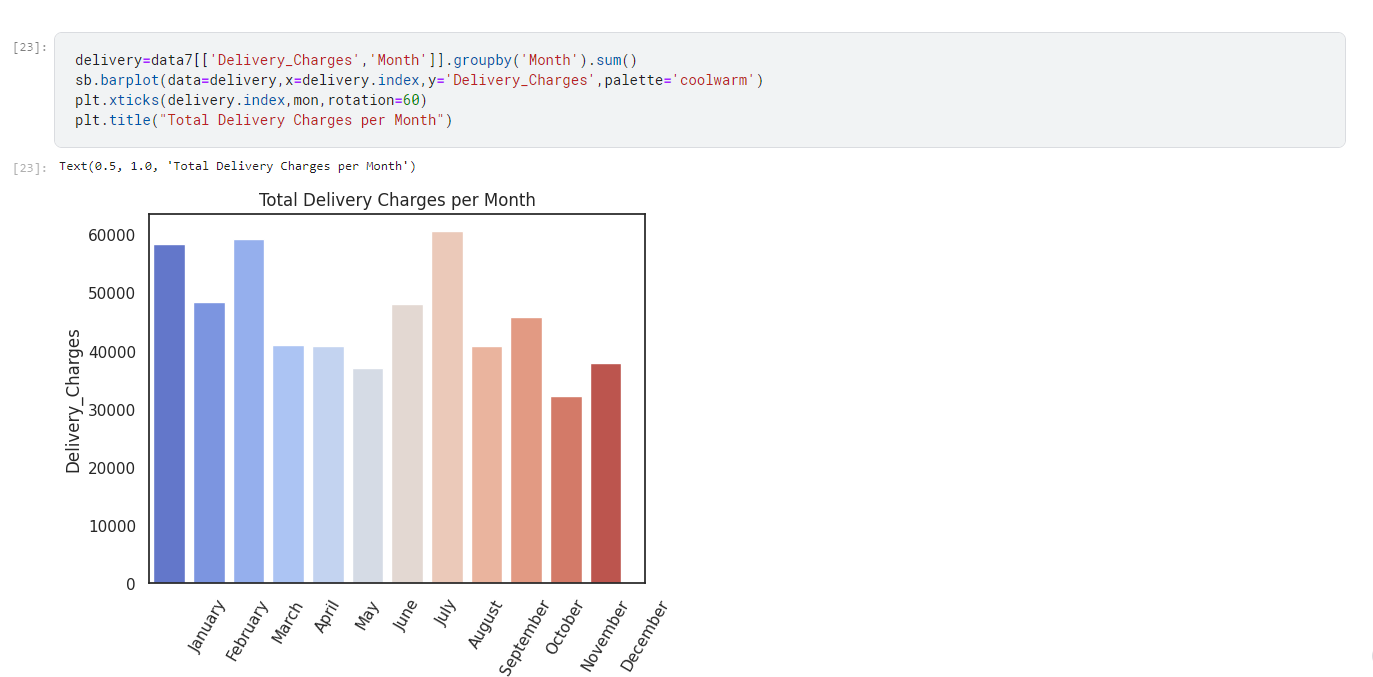 [23]:
delivery=data7[['Delivery_Charges','Month']].groupby('Month').sum()
sb.barplot(data=delivery,x=delivery.index,y='Delivery_Charges',palette='coolwarm')
plt.xticks(delivery.index,mon,rotation=60)
plt.title("Total Delivery Charges per Month")
[23]:
Text(0.5, 1.0, 'Total Delivery Charges per Month')
Total Delivery Charges per Month
Delivery_Charges
60000
50000
40000
30000
20000
10000
0
January
February
March
April
May
June
July
August
September
October
November
December